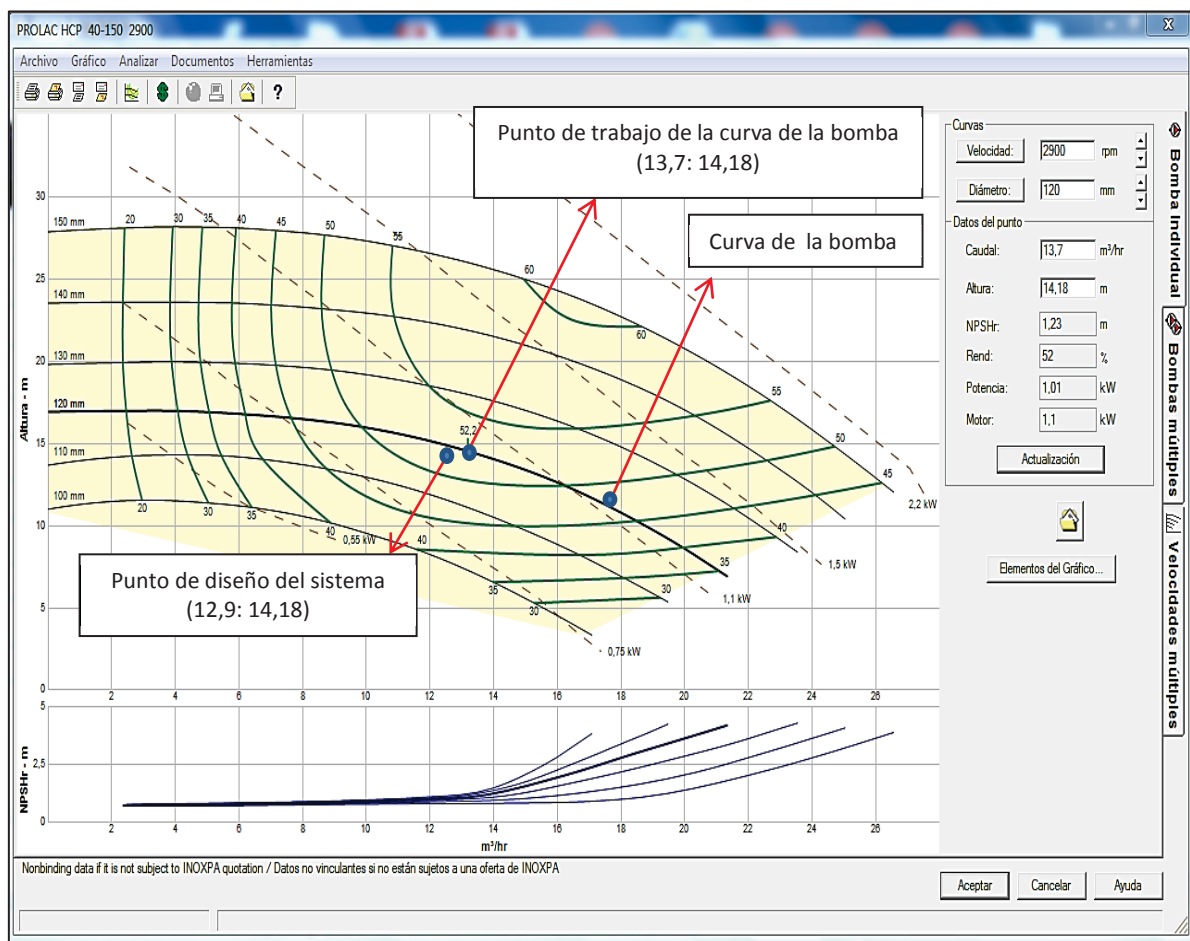 PROLAC HCP 40-150 2900
X
Archivo Gráfico Analizar Documentos Herramientas
?
Punto de trabajo de la curva de la bomba
(13,7: 14,18)
Curva de la bomba
Punto de diseño del sistema
(12,9: 14,18)
Altura - m
30
25
20
15
10
5
0
150 mm
140 mm
130 mm
120 mm
110 mm
100 mm
20 30 35 40 45 50 55 60
60
55
50
45
40
35
30
52,2
20 30 35 40 40 35 30
0,55 kW
0,75 kW
1,1 kW
1,5 kW
2,2 kW
2 4 6 8 10 12 14 16 18 20 22 24 26
NPSHr - m
5
2,5
0
2 4 6 8 10 12 14 16 18 20 22 24 26
m³/hr
Curvas
Velocidad: 2900 rpm
Diámetro: 120 mm
Datos del punto
Caudal: 13,7 m³/hr
Altura: 14,18 m
NPSHr: 1,23 m
Rend: 52 %
Potencia: 1,01 kW
Motor: 1,1 kW
Actualización
Elementos del Gráfico...
Bomba Individual
Bombas múltiples
Velocidades múltiples
Nonbinding data if it is not subject to INOXPA quotation / Datos no vinculantes si no están sujetos a una oferta de INOXPA
Aceptar Cancelar Ayuda